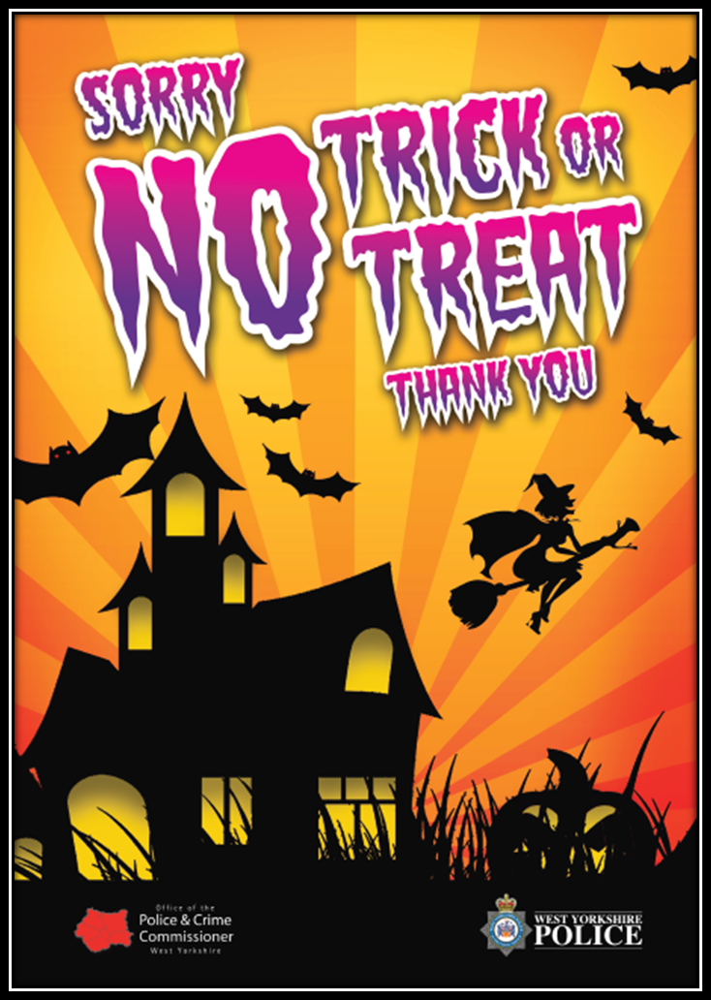 SORRY
NO TRICK OR
TREAT
THANK YOU
Office of the
Police & Crime
Commissioner
West Yorkshire
WEST YORKSHIRE
POLICE